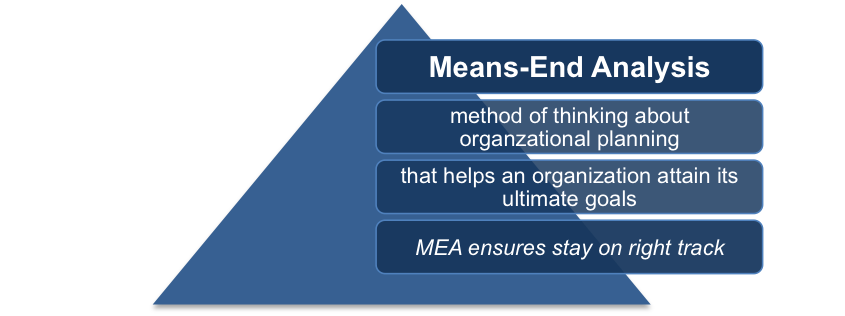 Means-End Analysis
method of thinking about
organzational planning
that helps an organization attain its
ultimate goals
MEA ensures stay on right track